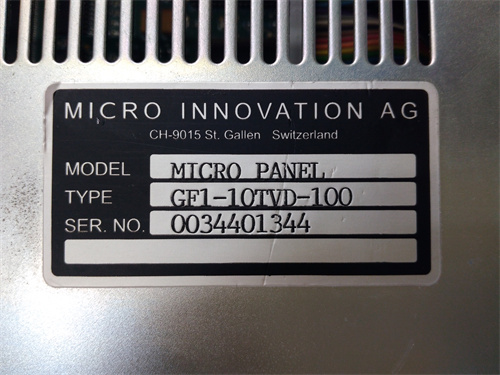 MICRO INNOVATION AG
CH-9015 St. Gallen Switzerland
MODEL MICRO PANEL
TYPE GF1-10TVD-100
SER. NO. 0034401344